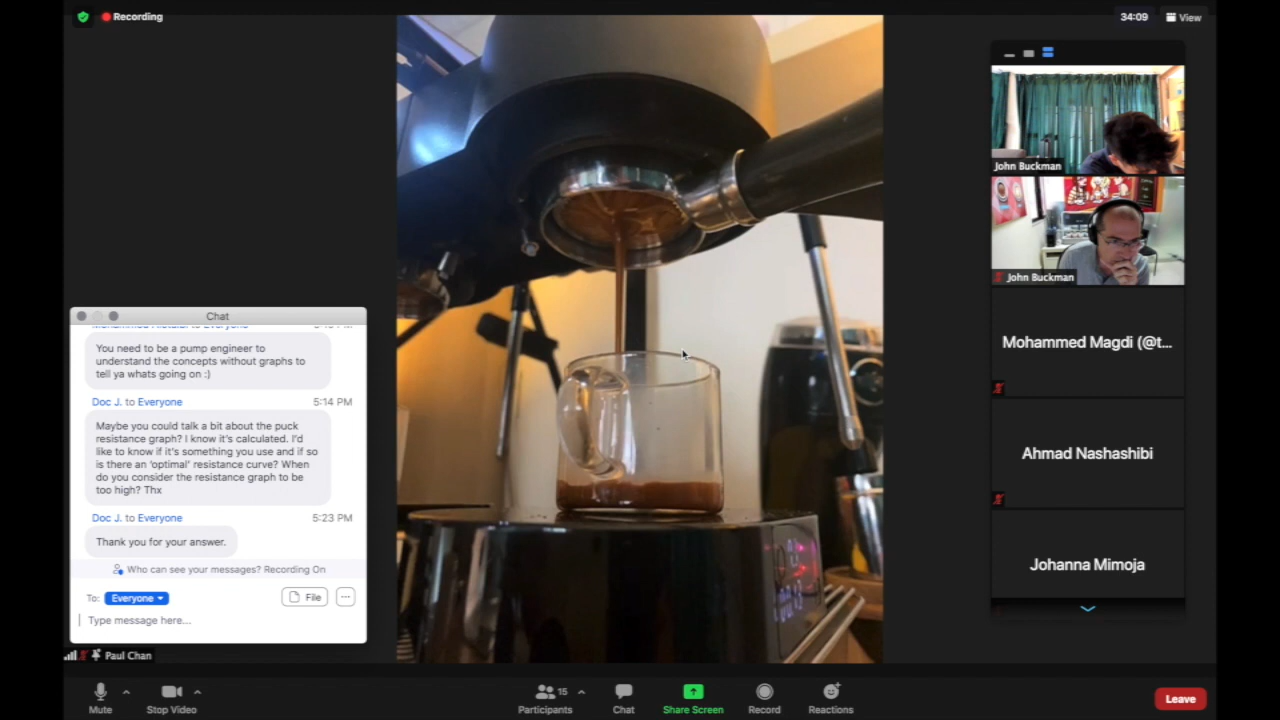 Recording
34:09
View
John Buckman
John Buckman
Mohammed Magdi (@t...
Ahmad Nashashibi
Johanna Mimoja
Chat
You need to be a pump engineer to
understand the concepts without graphs to
tell ya whats going on :)
Doc J. to Everyone 5:14 PM
Maybe you could talk a bit about the puck
resistance graph? I know it's calculated. I'd
like to know if it's something you use and if so
is there an 'optimal' resistance curve? When
do you consider the resistance graph to be
too high? Thx
Doc J. to Everyone 5:23 PM
Thank you for your answer.
Who can see your messages? Recording On
To: Everyone File
Type message here...
Paul Chan
Mute
Stop Video
15
Participants
Chat
Share Screen
Record
Reactions
Leave